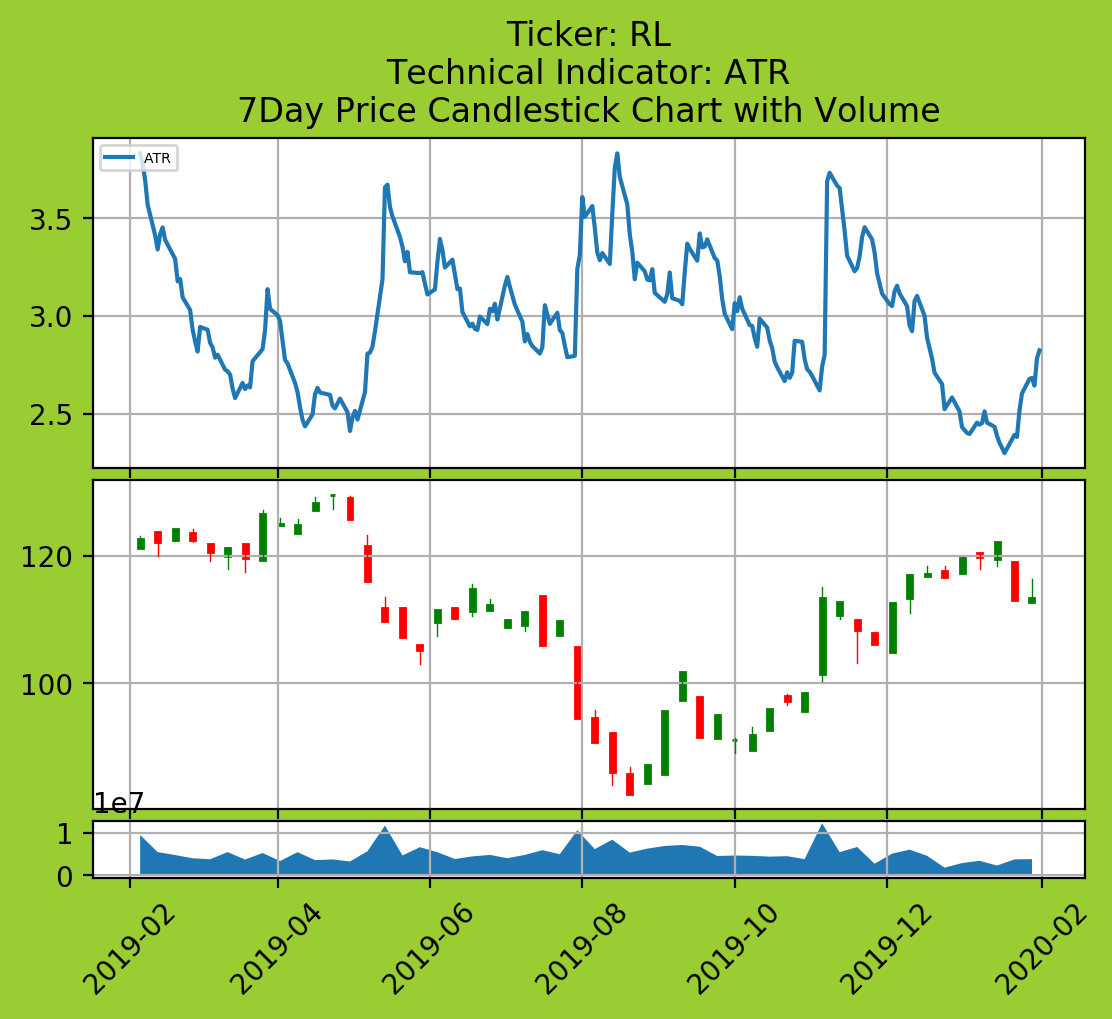 Ticker: RL
Technical Indicator: ATR
7Day Price Candlestick Chart with Volume
ATR
3.5
3.0
2.5
120
100
1e7
1
0
2019-02
2019-04
2019-06
2019-08
2019-10
2019-12
2020-02